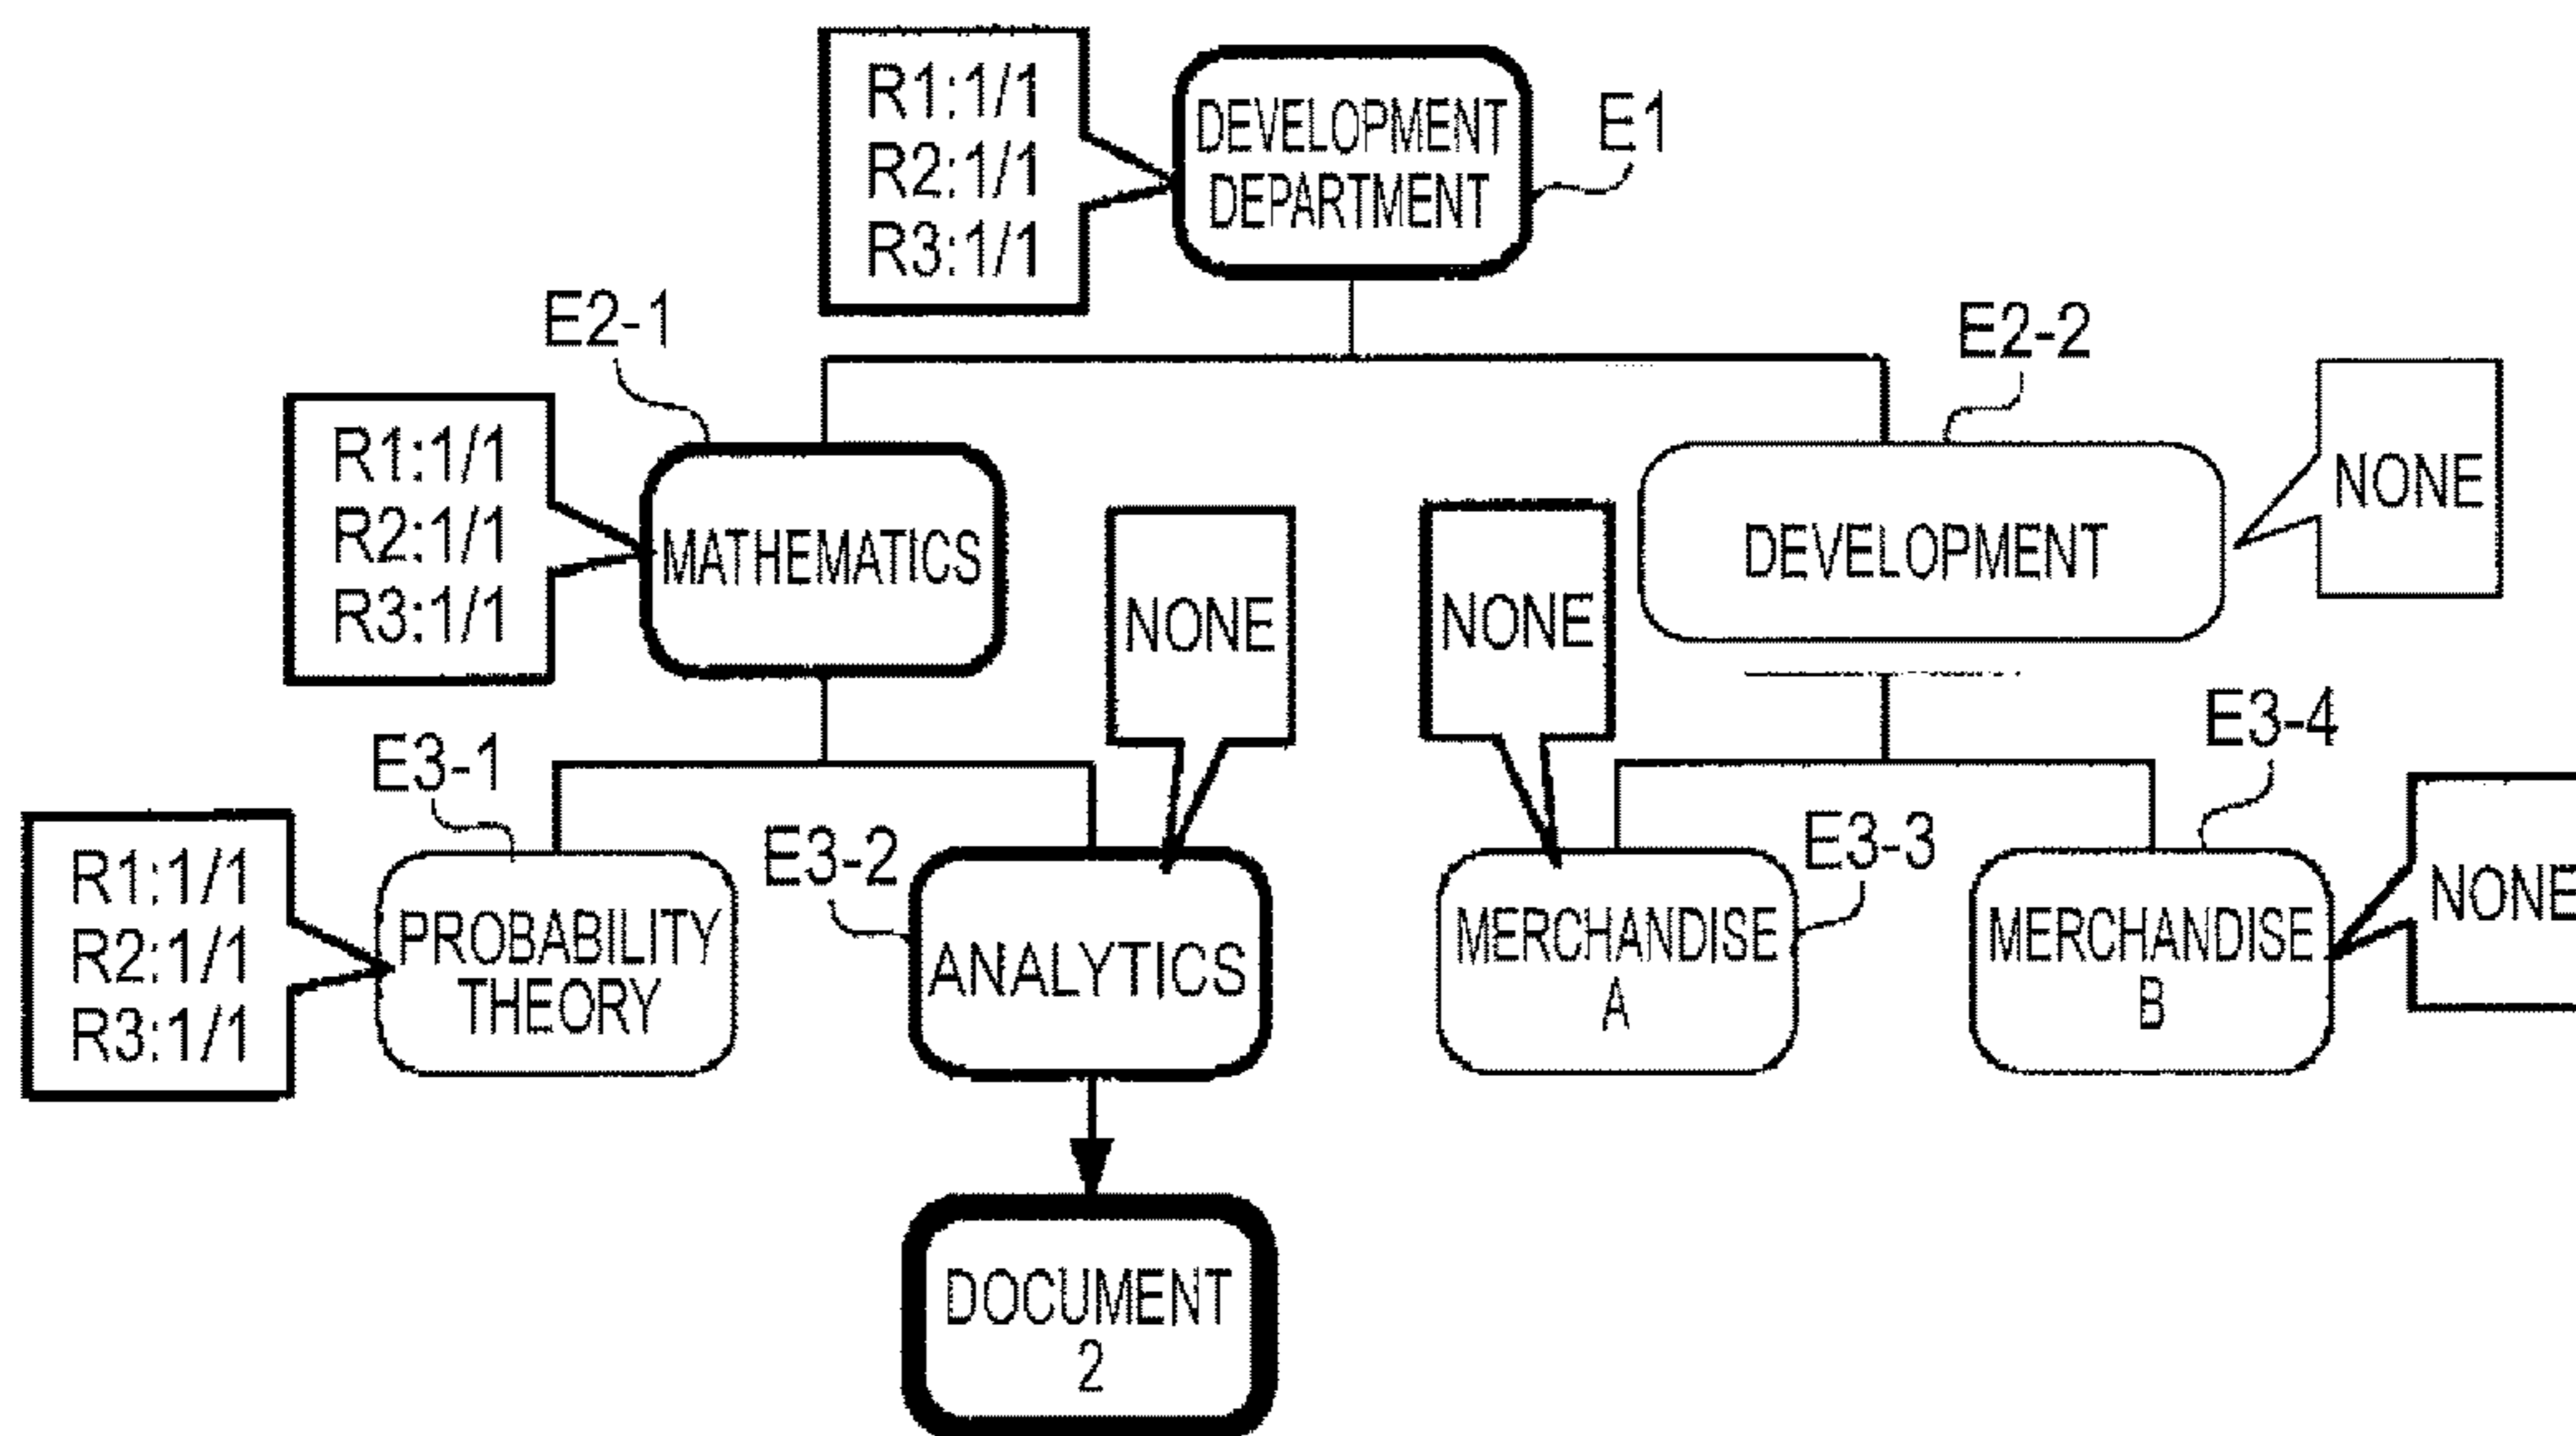 R1:1/1
R2:1/1
R3:1/1
DEVELOPMENT
DEPARTMENT
E1
E2-1
E2-2
R1:1/1
R2:1/1
R3:1/1
MATHEMATICS
NONE
NONE
DEVELOPMENT
NONE
E3-1
E3-2
E3-3
E3-4
R1:1/1
R2:1/1
R3:1/1
PROBABILITY
THEORY
ANALYTICS
MERCHANDISE
A
MERCHANDISE
B
NONE
DOCUMENT
2